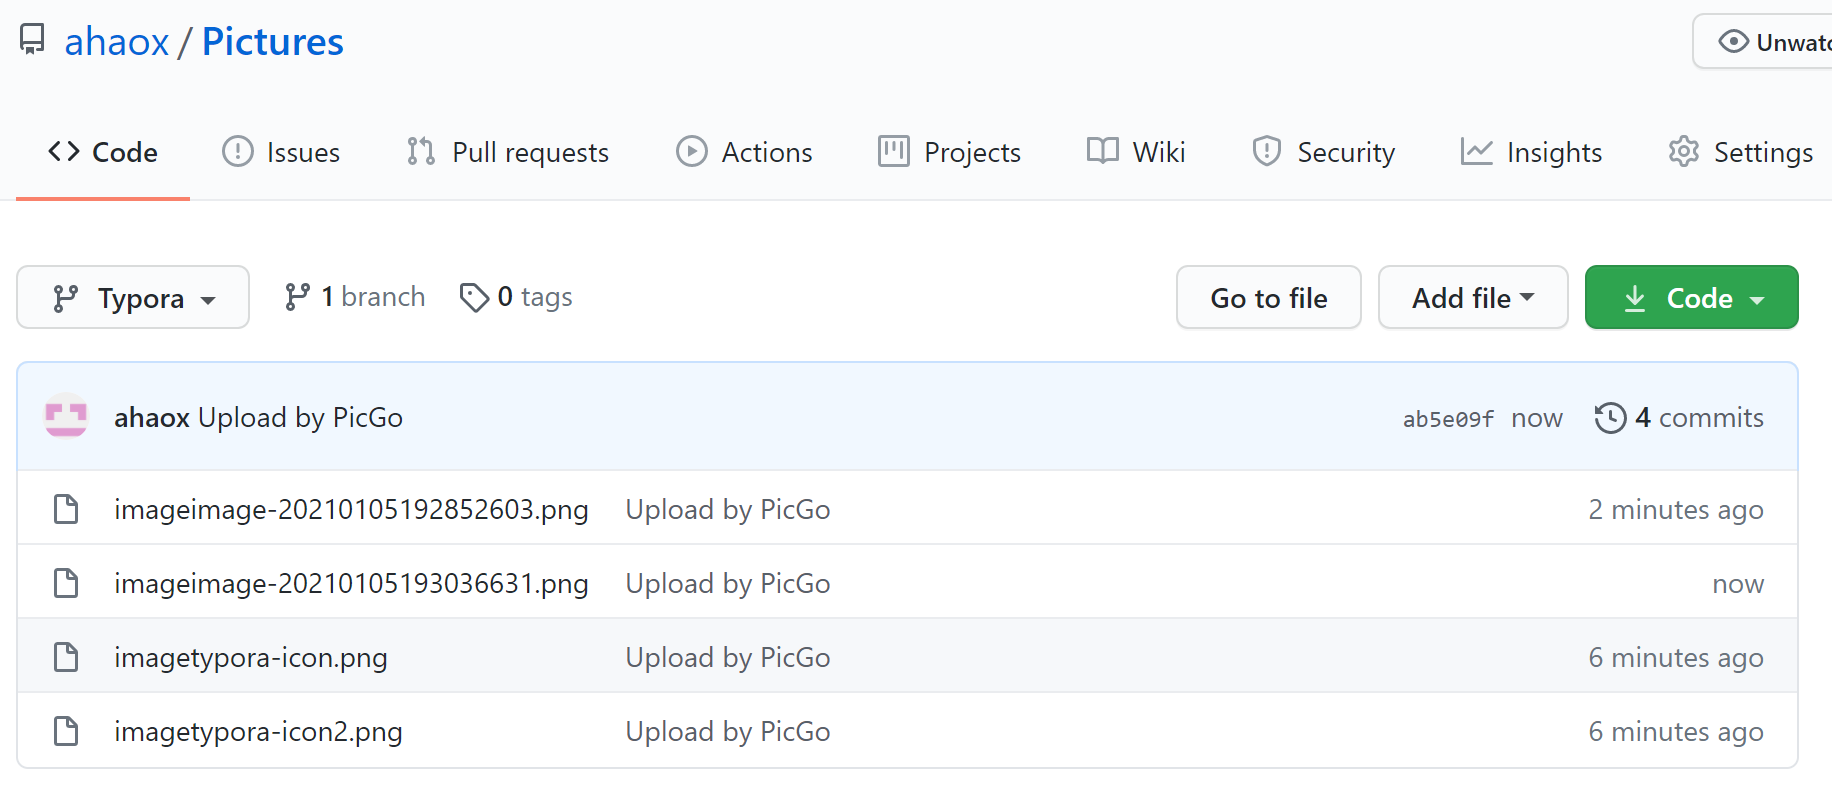 ahaox / Pictures
Code Issues Pull requests Actions Projects Wiki Security Insights Settings
Typora 1 branch 0 tags Go to file Add file Code
ahaox Upload by PicGo ab5e09f now 4 commits
imageimage-20210105192852603.png Upload by PicGo 2 minutes ago
imageimage-20210105193036631.png Upload by PicGo now
imagetypora-icon.png Upload by PicGo 6 minutes ago
imagetypora-icon2.png Upload by PicGo 6 minutes ago